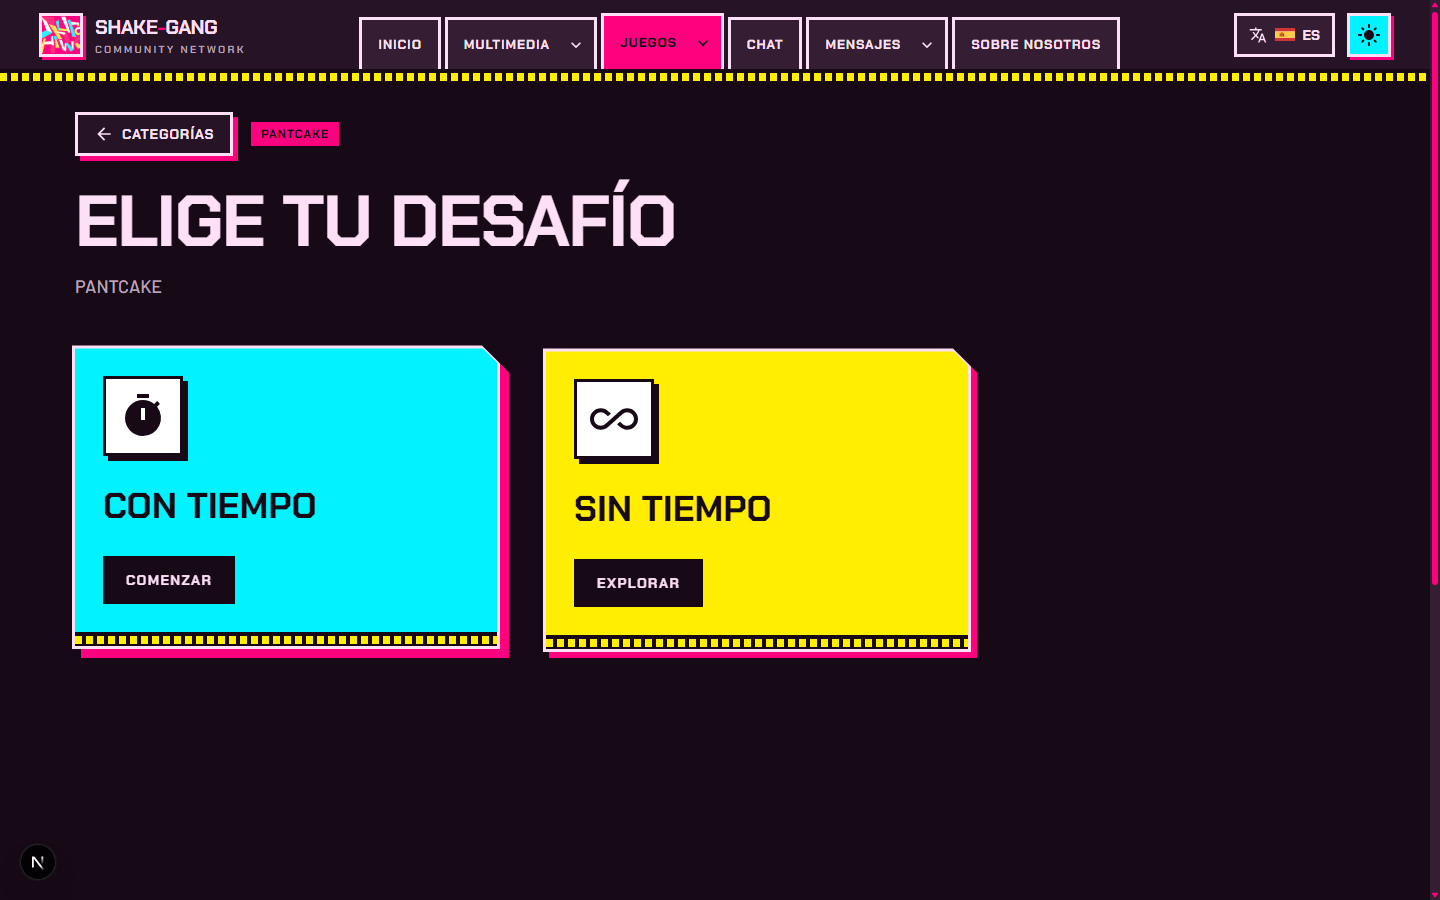 SHAKE-GANG
COMMUNITY NETWORK
INICIO
MULTIMEDIA
JUEGOS
CHAT
MENSAJES
SOBRE NOSOTROS
ES
CATEGORÍAS
PANTCAKE
ELIGE TU DESAFÍO
PANTCAKE
CON TIEMPO
COMENZAR
SIN TIEMPO
EXPLORAR
N